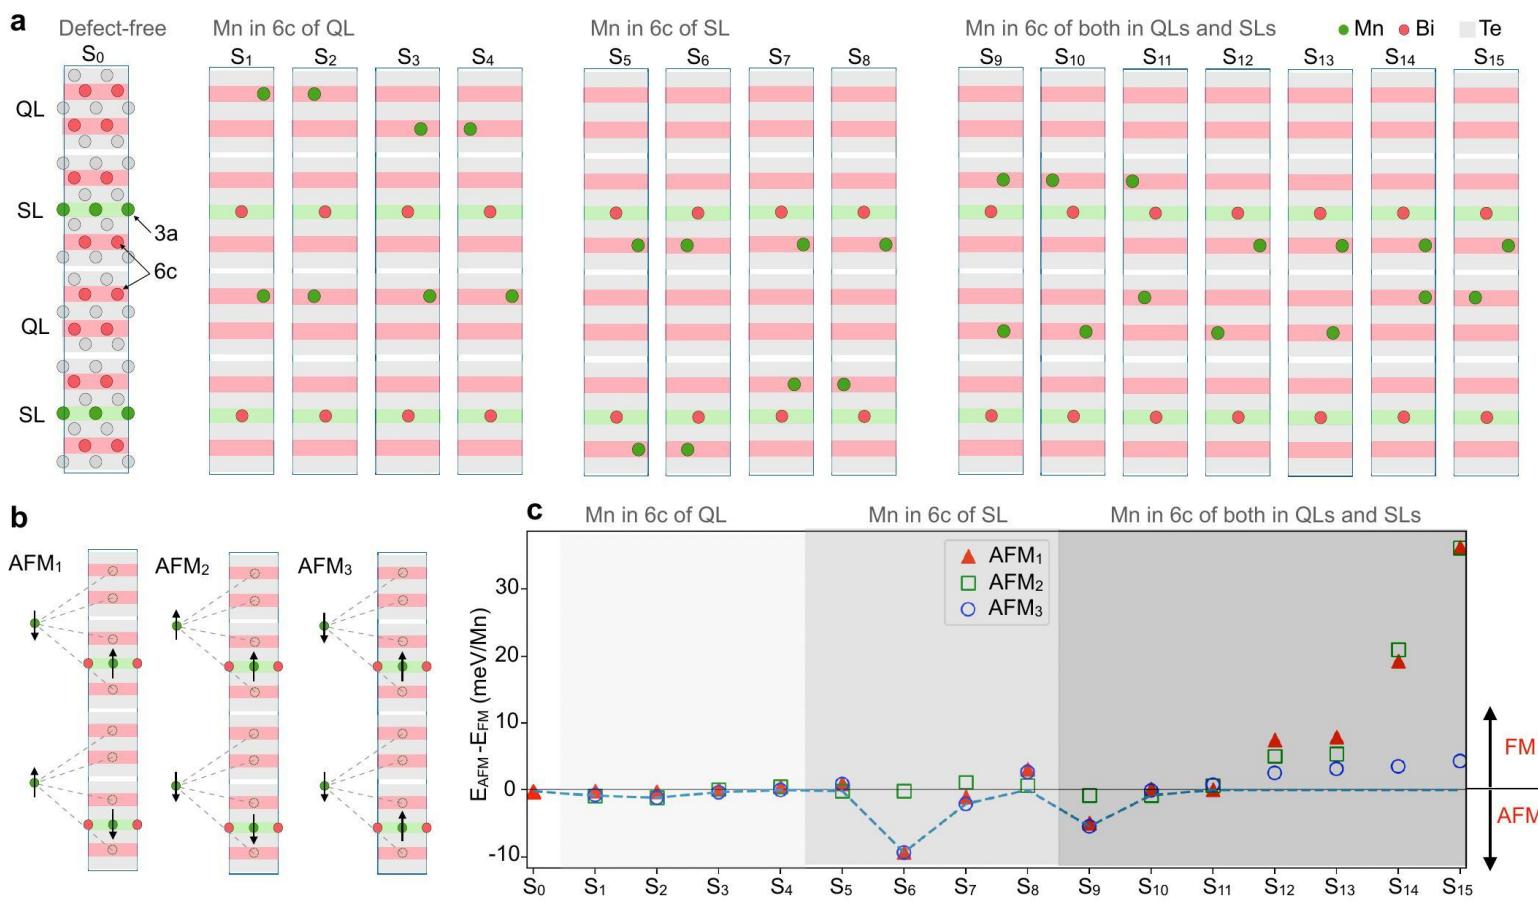 a
Defect-free
Mn in 6c of QL
Mn in 6c of SL
Mn in 6c of both in QLs and SLs
Mn
Bi
Te
S0
S1
S2
S3
S4
S5
S6
S7
S8
S9
S10
S11
S12
S13
S14
S15
QL
SL
3a
6c
QL
SL
b
AFM1
AFM2
AFM3
c
Mn in 6c of QL
Mn in 6c of SL
Mn in 6c of both in QLs and SLs
AFM1
AFM2
AFM3
EAFM -EFM (meV/Mn)
30
20
10
0
-10
FM
AFM
S0
S1
S2
S3
S4
S5
S6
S7
S8
S9
S10
S11
S12
S13
S14
S15